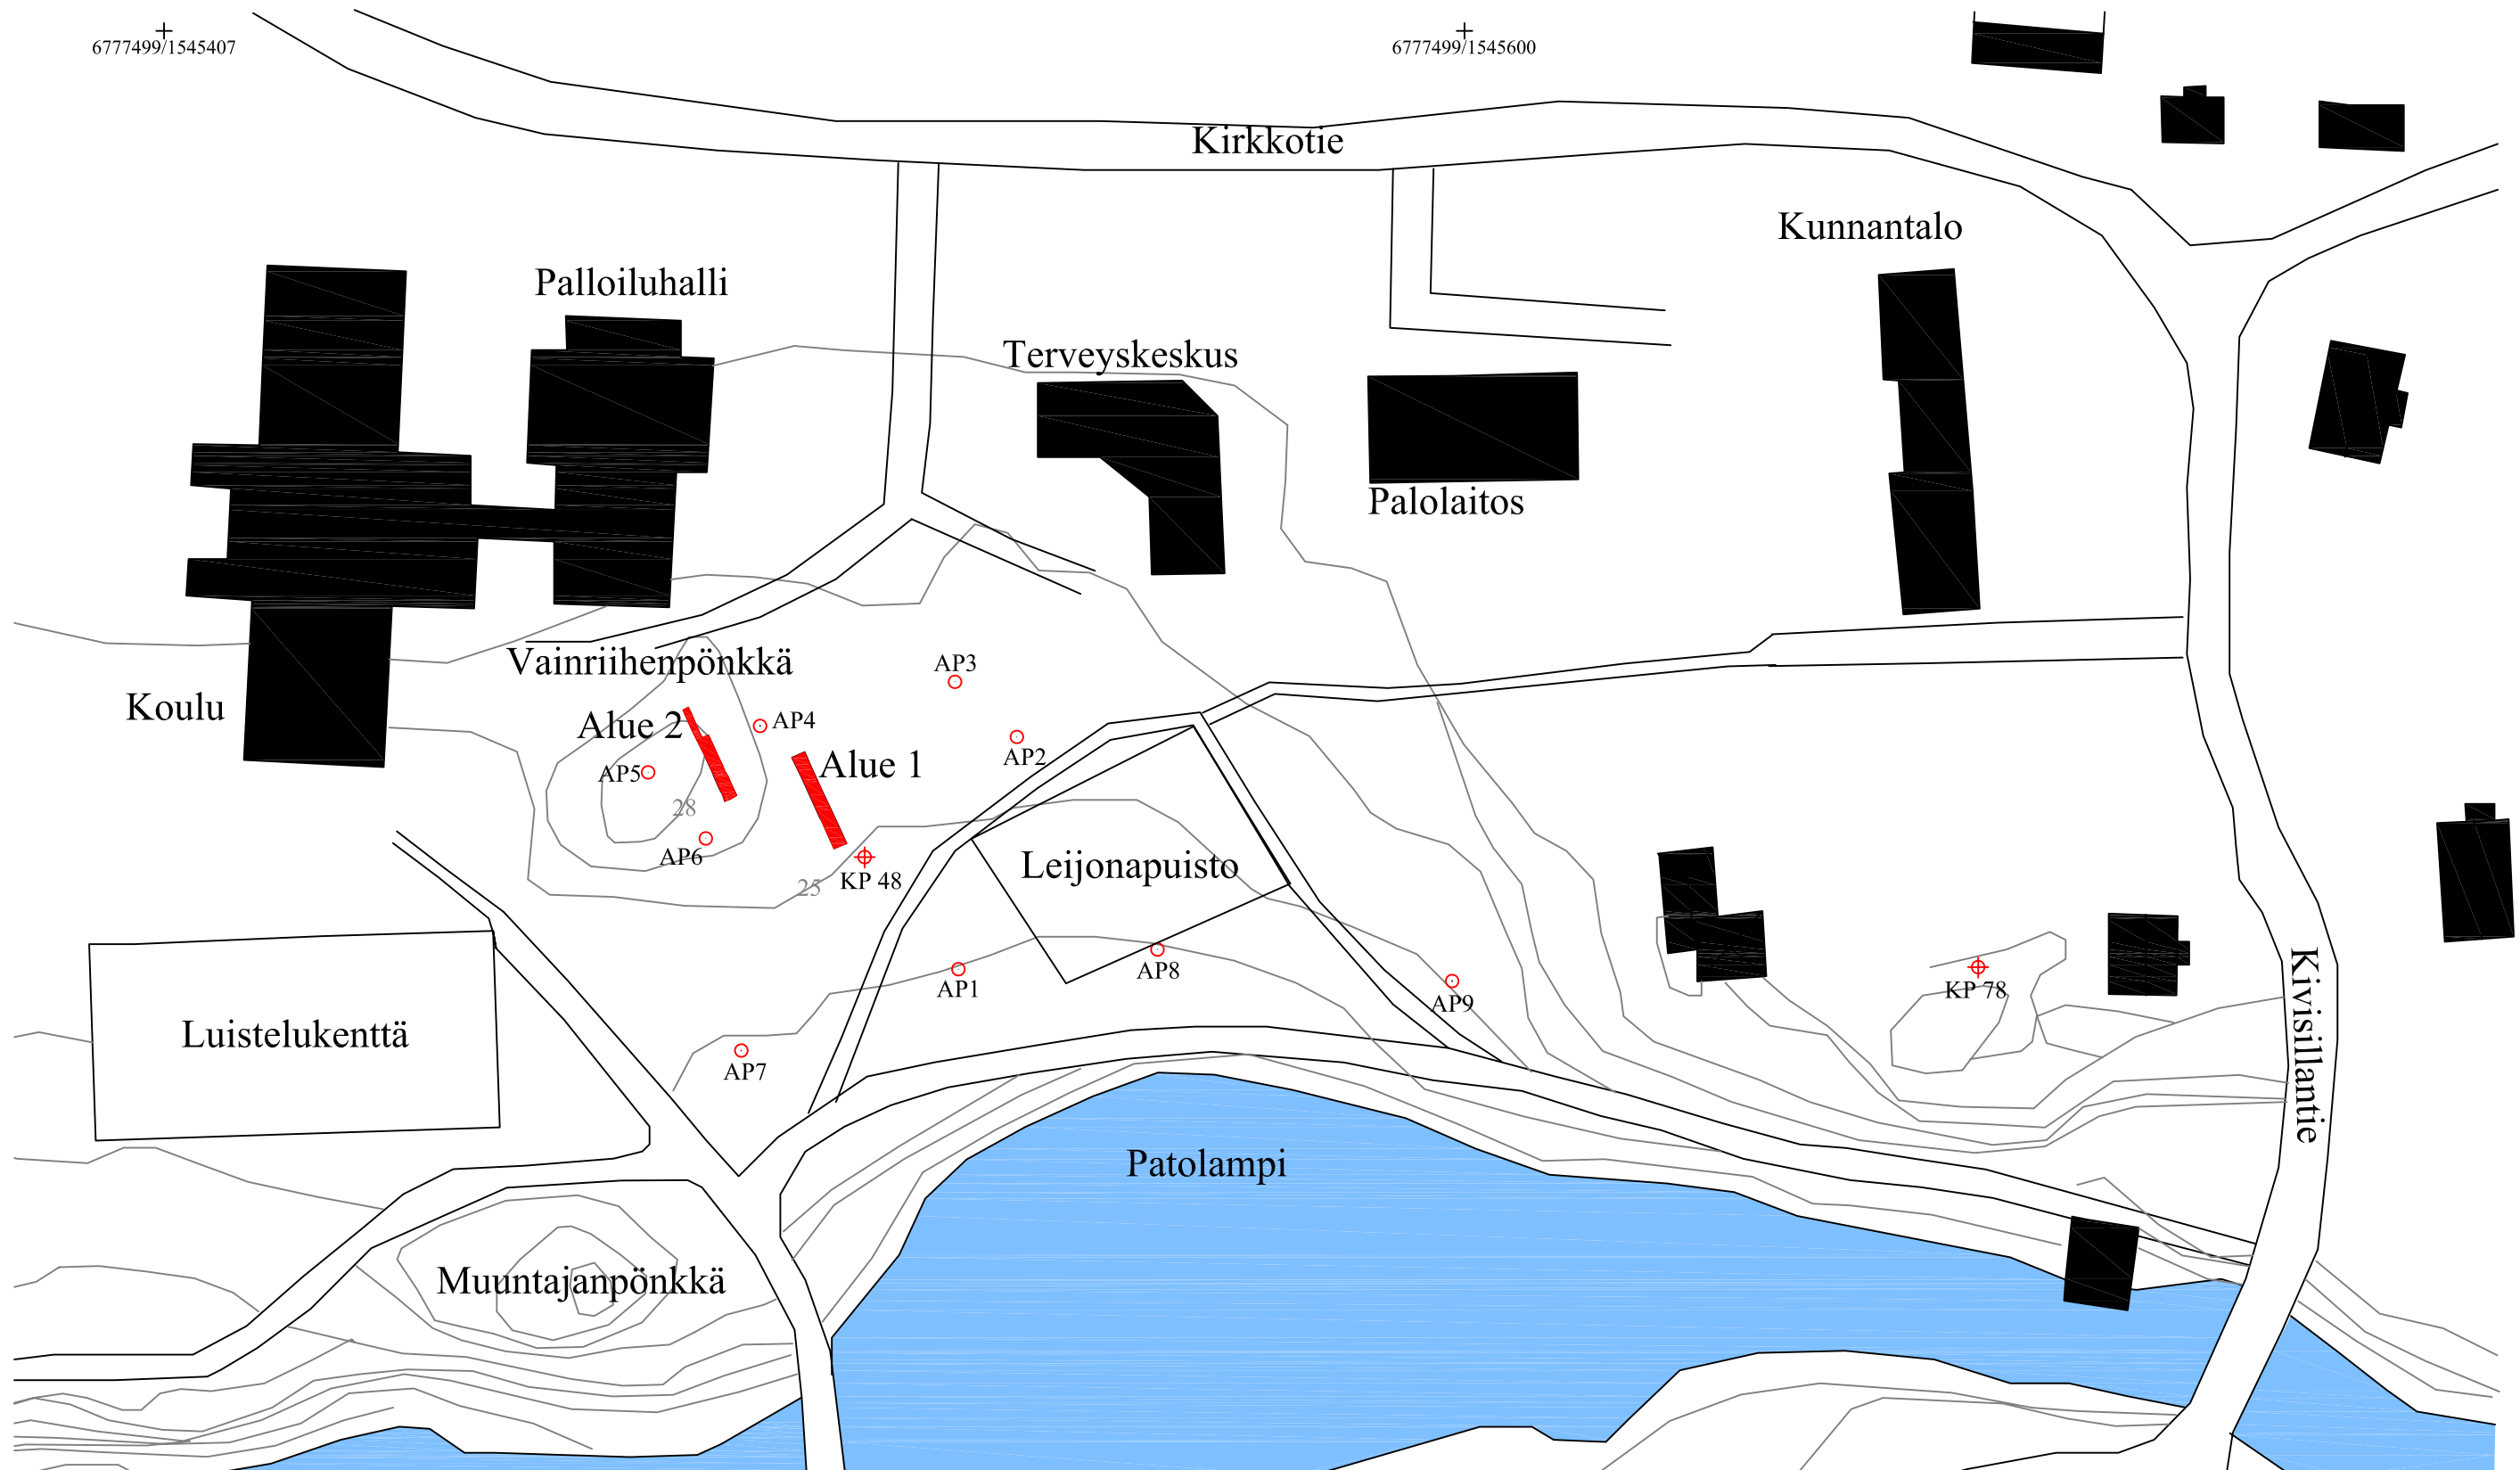 6777499/1545407
6777499/1545600
Kirkkotie
Kunnantalo
Palloiluhalli
Terveyskeskus
Palolaitos
Vainriihenpönkkä
AP3
Koulu
Alue 2
AP4
AP2
Alue 1
AP5
28
AP6
KP 48
25
Leijonapuisto
AP8
AP1
AP9
KP 78
Kivisillantie
Luistelukenttä
AP7
Patolampi
Muuntajanpönkkä